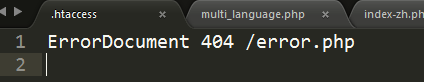 .htaccess × multi_language.php × index-zh.ph
1 ErrorDocument 404 /error.php
2